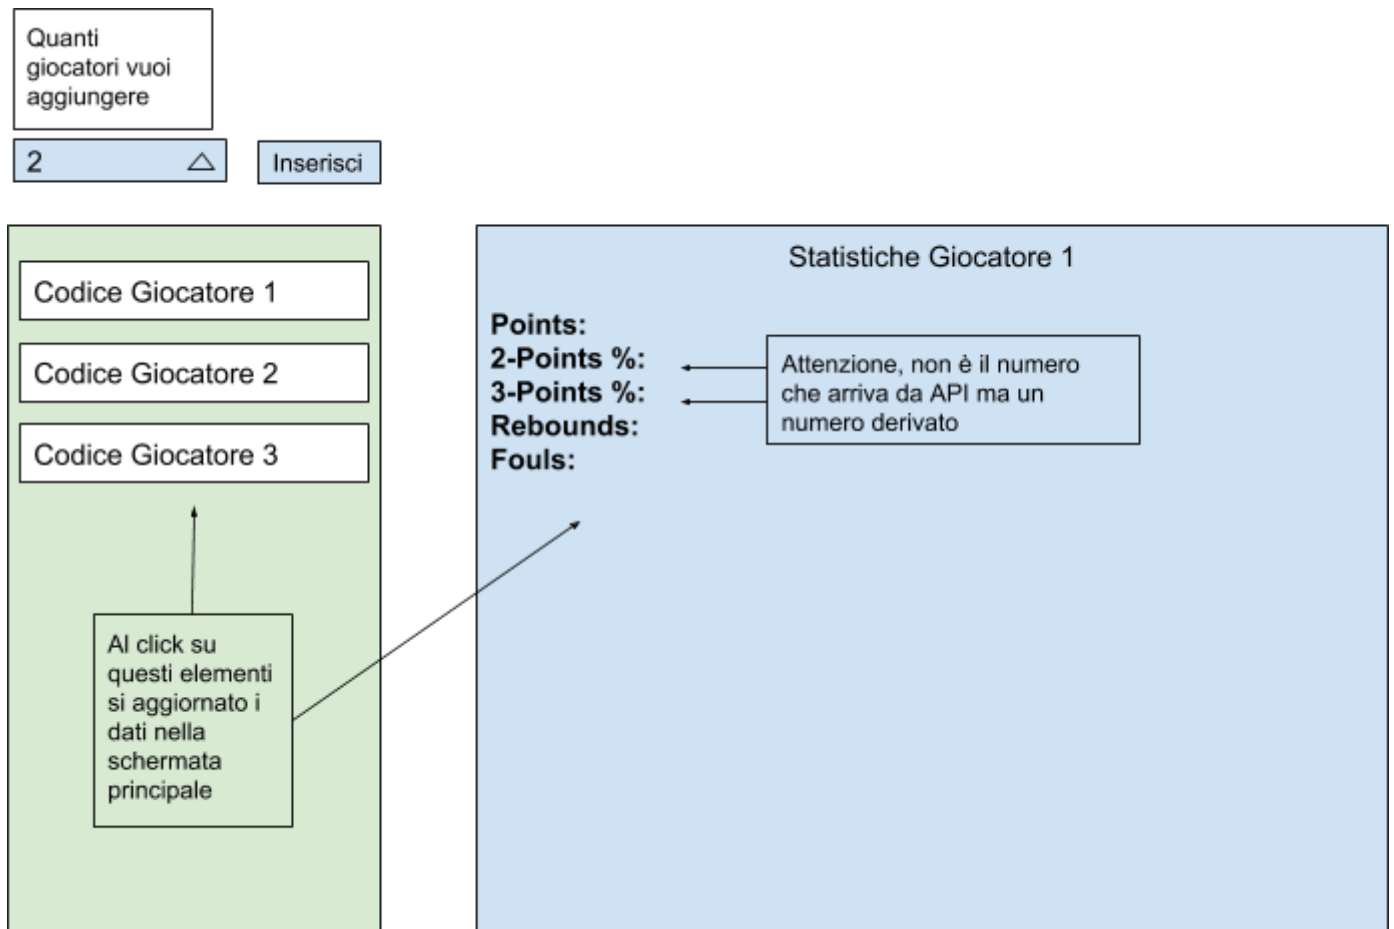 Quanti
giocatori vuoi
aggiungere
2
Inserisci
Codice Giocatore 1
Codice Giocatore 2
Codice Giocatore 3
Al click su
questi elementi
si aggiornato i
dati nella
schermata
principale
Statistiche Giocatore 1
Points:
2-Points %:
3-Points %:
Rebounds:
Fouls:
Attenzione, non è il numero
che arriva da API ma un
numero derivato